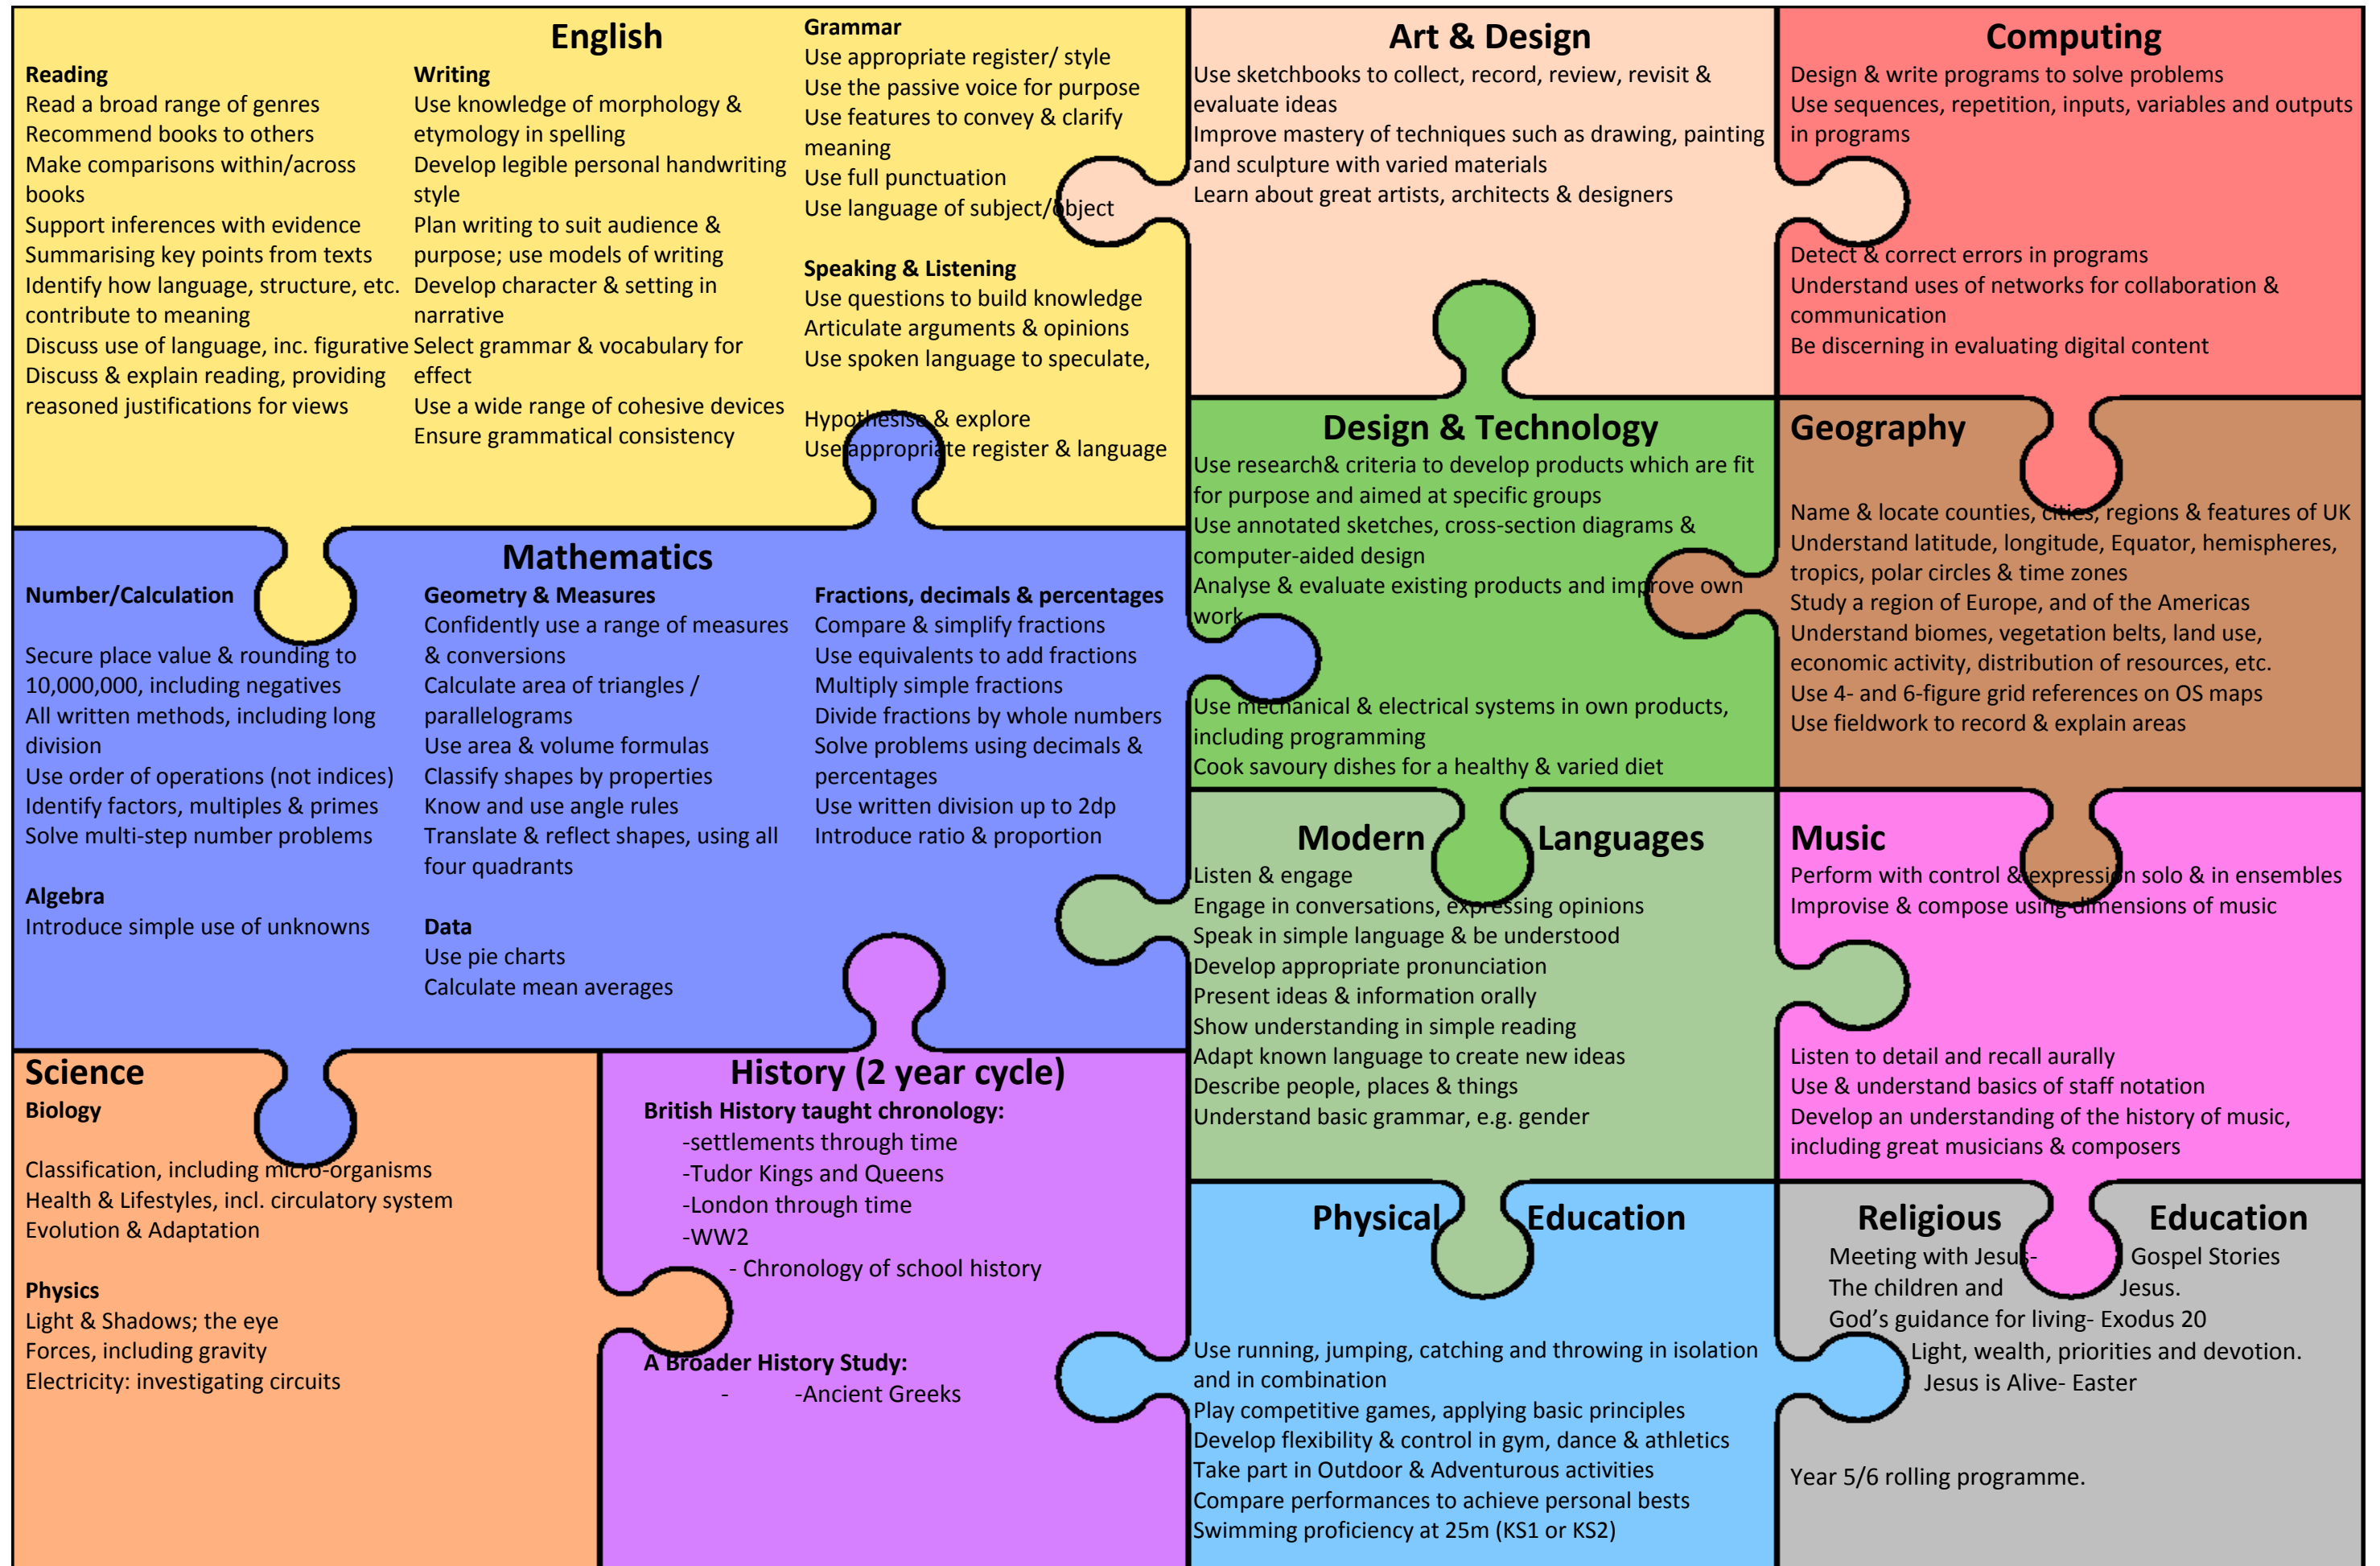 English
Reading
Read a broad range of genres
Recommend books to others
Make comparisons within/across
books
Support inferences with evidence
Summarising key points from texts
Identify how language, structure, etc.
contribute to meaning
Discuss use of language, inc. figurative
Discuss & explain reading, providing
reasoned justifications for views
Writing
Use knowledge of morphology &
etymology in spelling
Develop legible personal handwriting
style
Plan writing to suit audience &
purpose; use models of writing
Develop character & setting in
narrative
Select grammar & vocabulary for
effect
Use a wide range of cohesive devices
Ensure grammatical consistency
Grammar
Use appropriate register/ style
Use the passive voice for purpose
Use features to convey & clarify
meaning
Use full punctuation
Use language of subject/object
Speaking & Listening
Use questions to build knowledge
Articulate arguments & opinions
Use spoken language to speculate,
Hypothesise & explore
Use appropriate register & language
Art & Design
Use sketchbooks to collect, record, review, revisit &
evaluate ideas
Improve mastery of techniques such as drawing, painting
and sculpture with varied materials
Learn about great artists, architects & designers
Computing
Design & write programs to solve problems
Use sequences, repetition, inputs, variables and outputs
in programs
Detect & correct errors in programs
Understand uses of networks for collaboration &
communication
Be discerning in evaluating digital content
Mathematics
Number/Calculation
Secure place value & rounding to
10,000,000, including negatives
All written methods, including long
division
Use order of operations (not indices)
Identify factors, multiples & primes
Solve multi-step number problems
Algebra
Introduce simple use of unknowns
Geometry & Measures
Confidently use a range of measures
& conversions
Calculate area of triangles /
parallelograms
Use area & volume formulas
Classify shapes by properties
Know and use angle rules
Translate & reflect shapes, using all
four quadrants
Data
Use pie charts
Calculate mean averages
Fractions, decimals & percentages
Compare & simplify fractions
Use equivalents to add fractions
Multiply simple fractions
Divide fractions by whole numbers
Solve problems using decimals &
percentages
Use written division up to 2dp
Introduce ratio & proportion
Design & Technology
Use research& criteria to develop products which are fit
for purpose and aimed at specific groups
Use annotated sketches, cross-section diagrams &
computer-aided design
Analyse & evaluate existing products and improve own
work
Use mechanical & electrical systems in own products,
including programming
Cook savoury dishes for a healthy & varied diet
Geography
Name & locate counties, cities, regions & features of UK
Understand latitude, longitude, Equator, hemispheres,
tropics, polar circles & time zones
Study a region of Europe, and of the Americas
Understand biomes, vegetation belts, land use,
economic activity, distribution of resources, etc.
Use 4- and 6-figure grid references on OS maps
Use fieldwork to record & explain areas
Modern Languages
Listen & engage
Engage in conversations, expressing opinions
Speak in simple language & be understood
Develop appropriate pronunciation
Present ideas & information orally
Show understanding in simple reading
Adapt known language to create new ideas
Describe people, places & things
Understand basic grammar, e.g. gender
Music
Perform with control & expression solo & in ensembles
Improvise & compose using dimensions of music
Listen to detail and recall aurally
Use & understand basics of staff notation
Develop an understanding of the history of music,
including great musicians & composers
Science
Biology
Classification, including micro-organisms
Health & Lifestyles, incl. circulatory system
Evolution & Adaptation
Physics
Light & Shadows; the eye
Forces, including gravity
Electricity: investigating circuits
History (2 year cycle)
British History taught chronology:
-settlements through time
-Tudor Kings and Queens
-London through time
-WW2
- Chronology of school history
A Broader History Study:
- -Ancient Greeks
Physical Education
Use running, jumping, catching and throwing in isolation
and in combination
Play competitive games, applying basic principles
Develop flexibility & control in gym, dance & athletics
Take part in Outdoor & Adventurous activities
Compare performances to achieve personal bests
Swimming proficiency at 25m (KS1 or KS2)
Religious Education
Meeting with Jesus- Gospel Stories
The children and Jesus.
God's guidance for living- Exodus 20
Light, wealth, priorities and devotion.
Jesus is Alive- Easter
Year 5/6 rolling programme.